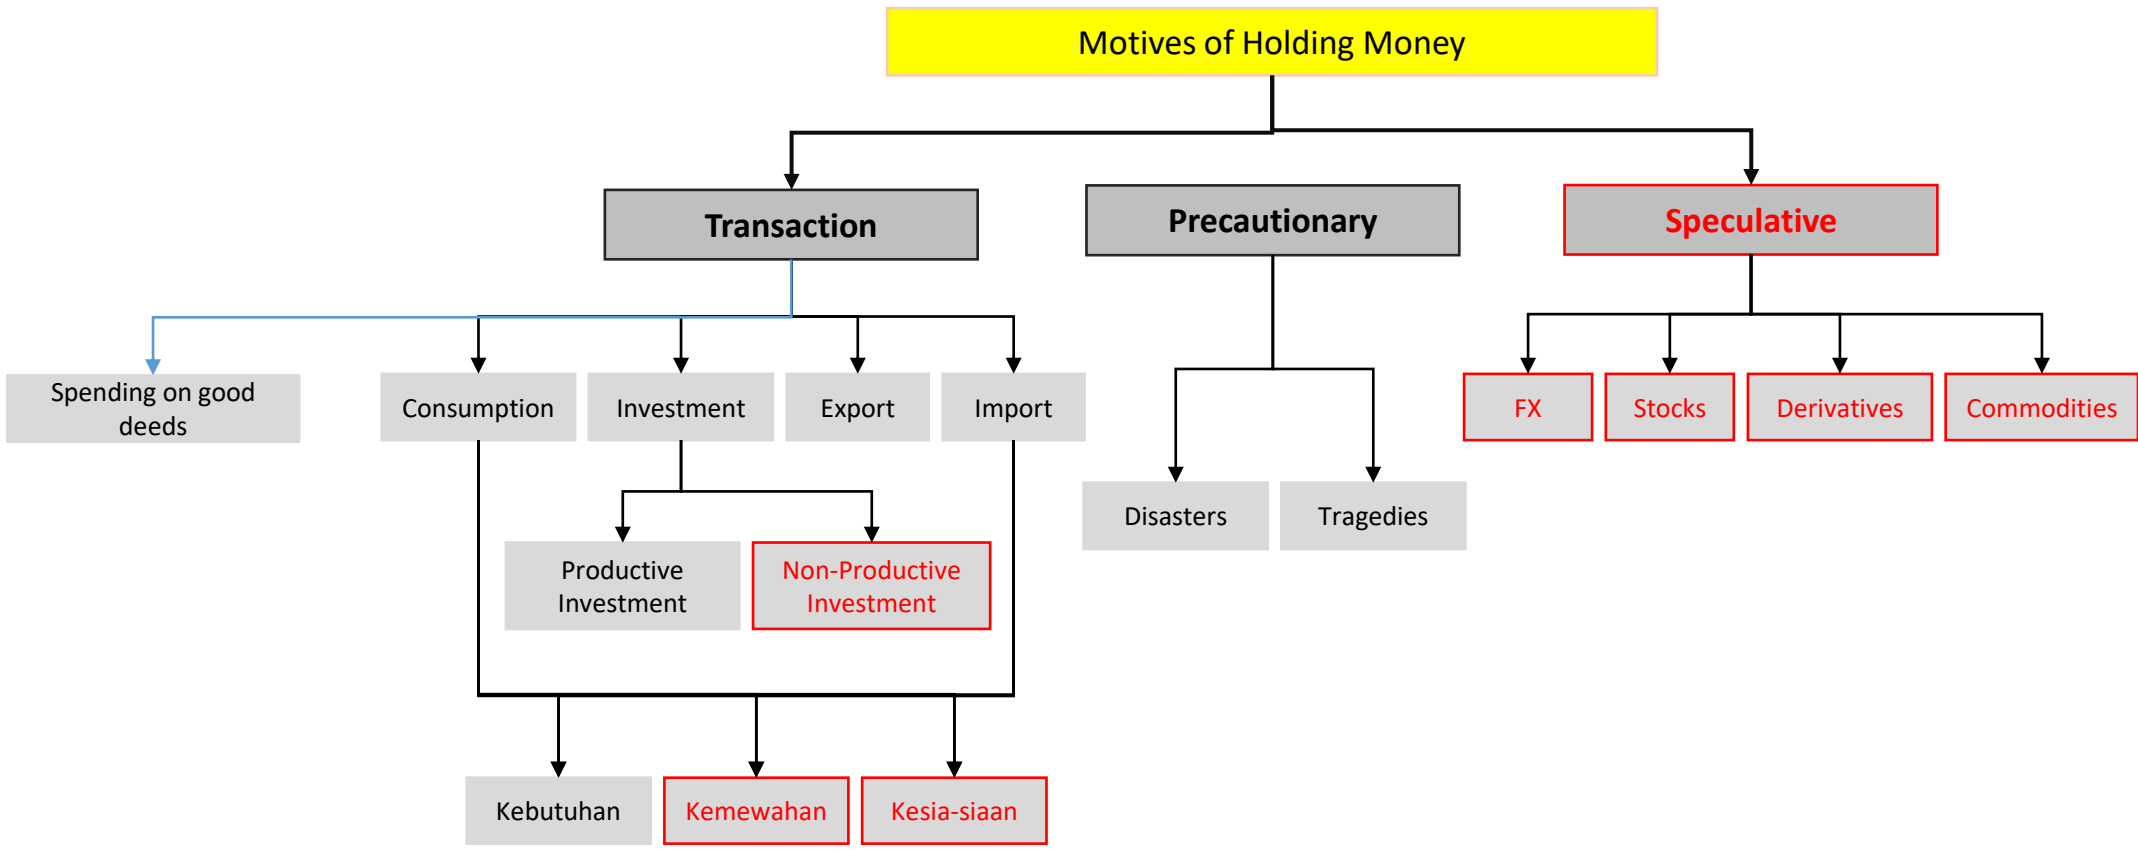 Motives of Holding Money
Transaction
Precautionary
Speculative
Spending on good
deeds
Consumption
Investment
Export
Import
FX
Stocks
Derivatives
Commodities
Disasters
Tragedies
Productive
Investment
Non-Productive
Investment
Kebutuhan
Kemewahan
Kesia-siaan